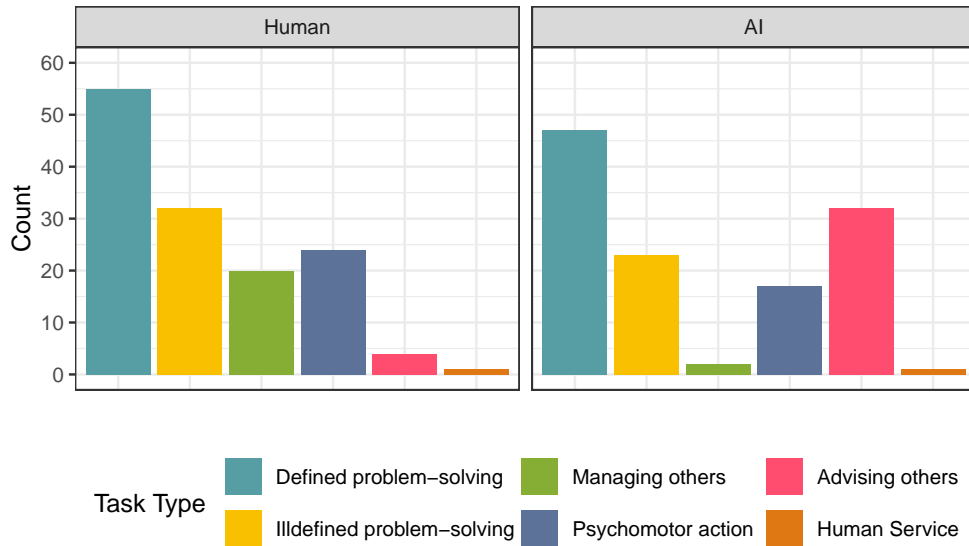 Human
AI
60
50
40
30
20
10
0
Count
Task Type
Defined problem−solving
Illdefined problem−solving
Managing others
Psychomotor action
Advising others
Human Service